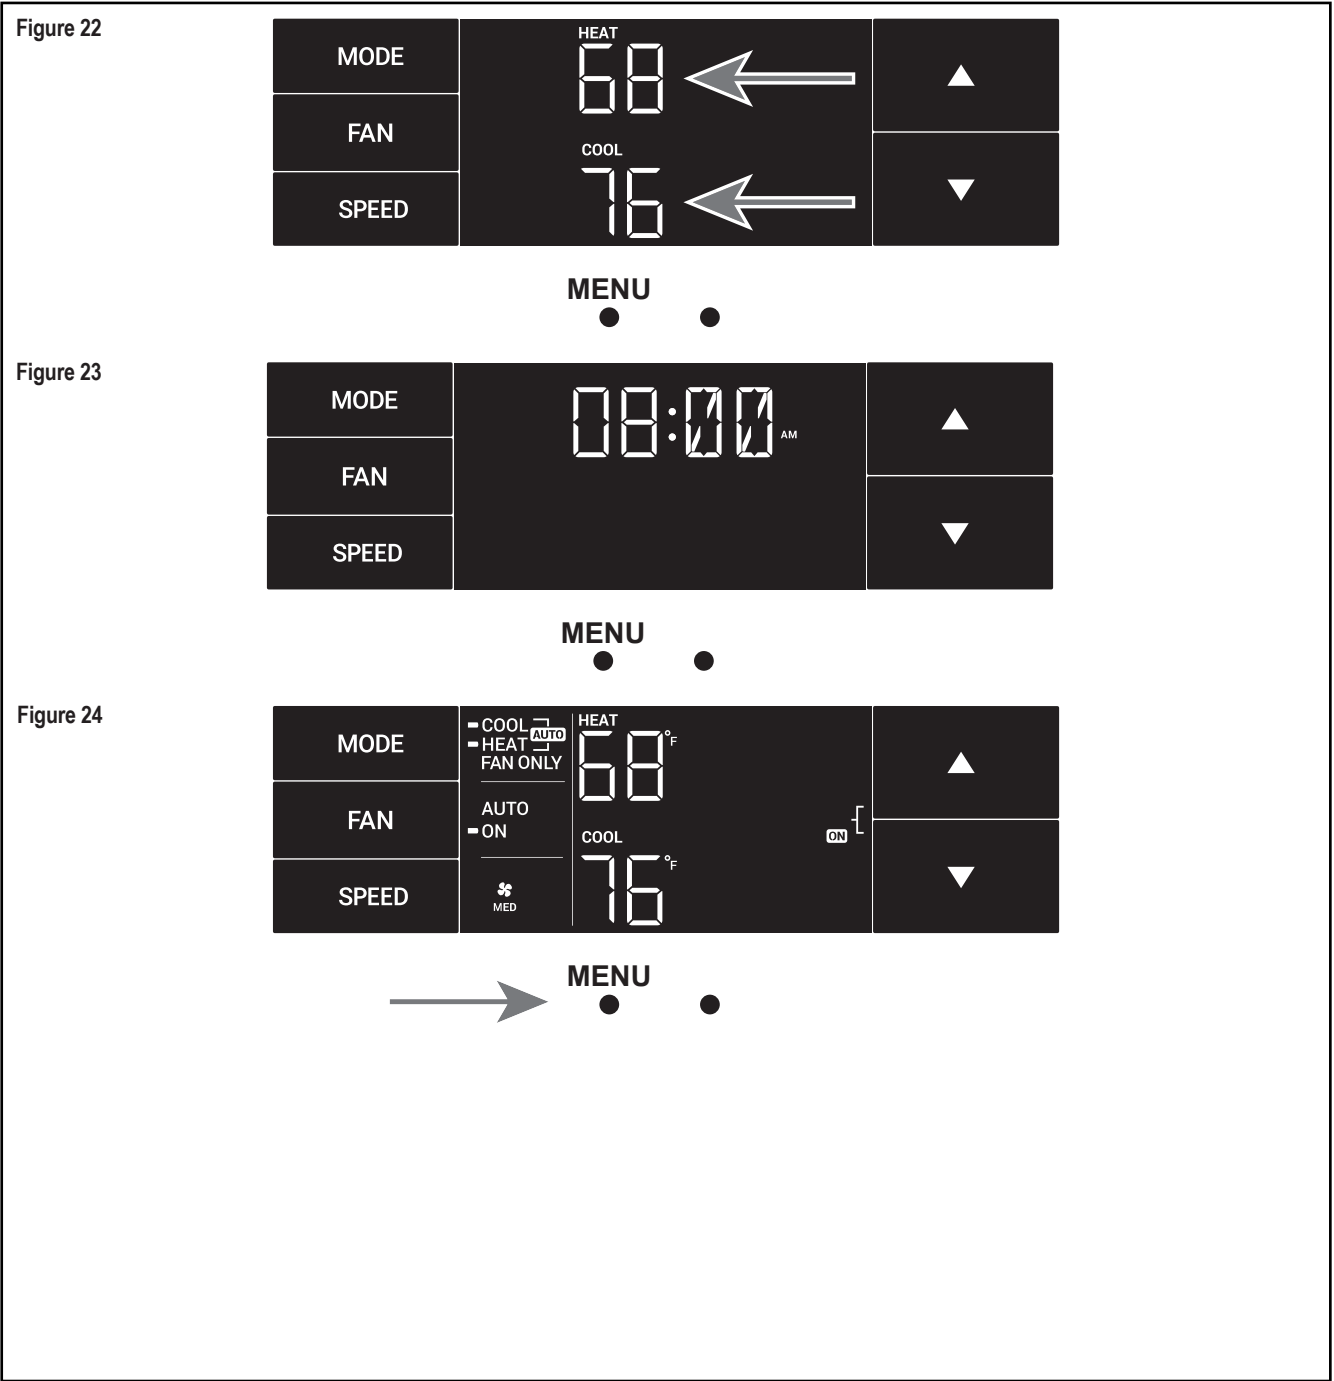 Figure 22
MODE
FAN
SPEED
HEAT
68
COOL
76
▲
▼
MENU
Figure 23
MODE
FAN
SPEED
08:00 AM
▲
▼
MENU
Figure 24
MODE
FAN
SPEED
COOL
HEAT
AUTO
FAN ONLY
AUTO
ON
MED
HEAT
68°F
COOL
76°F
ON
▲
▼
MENU